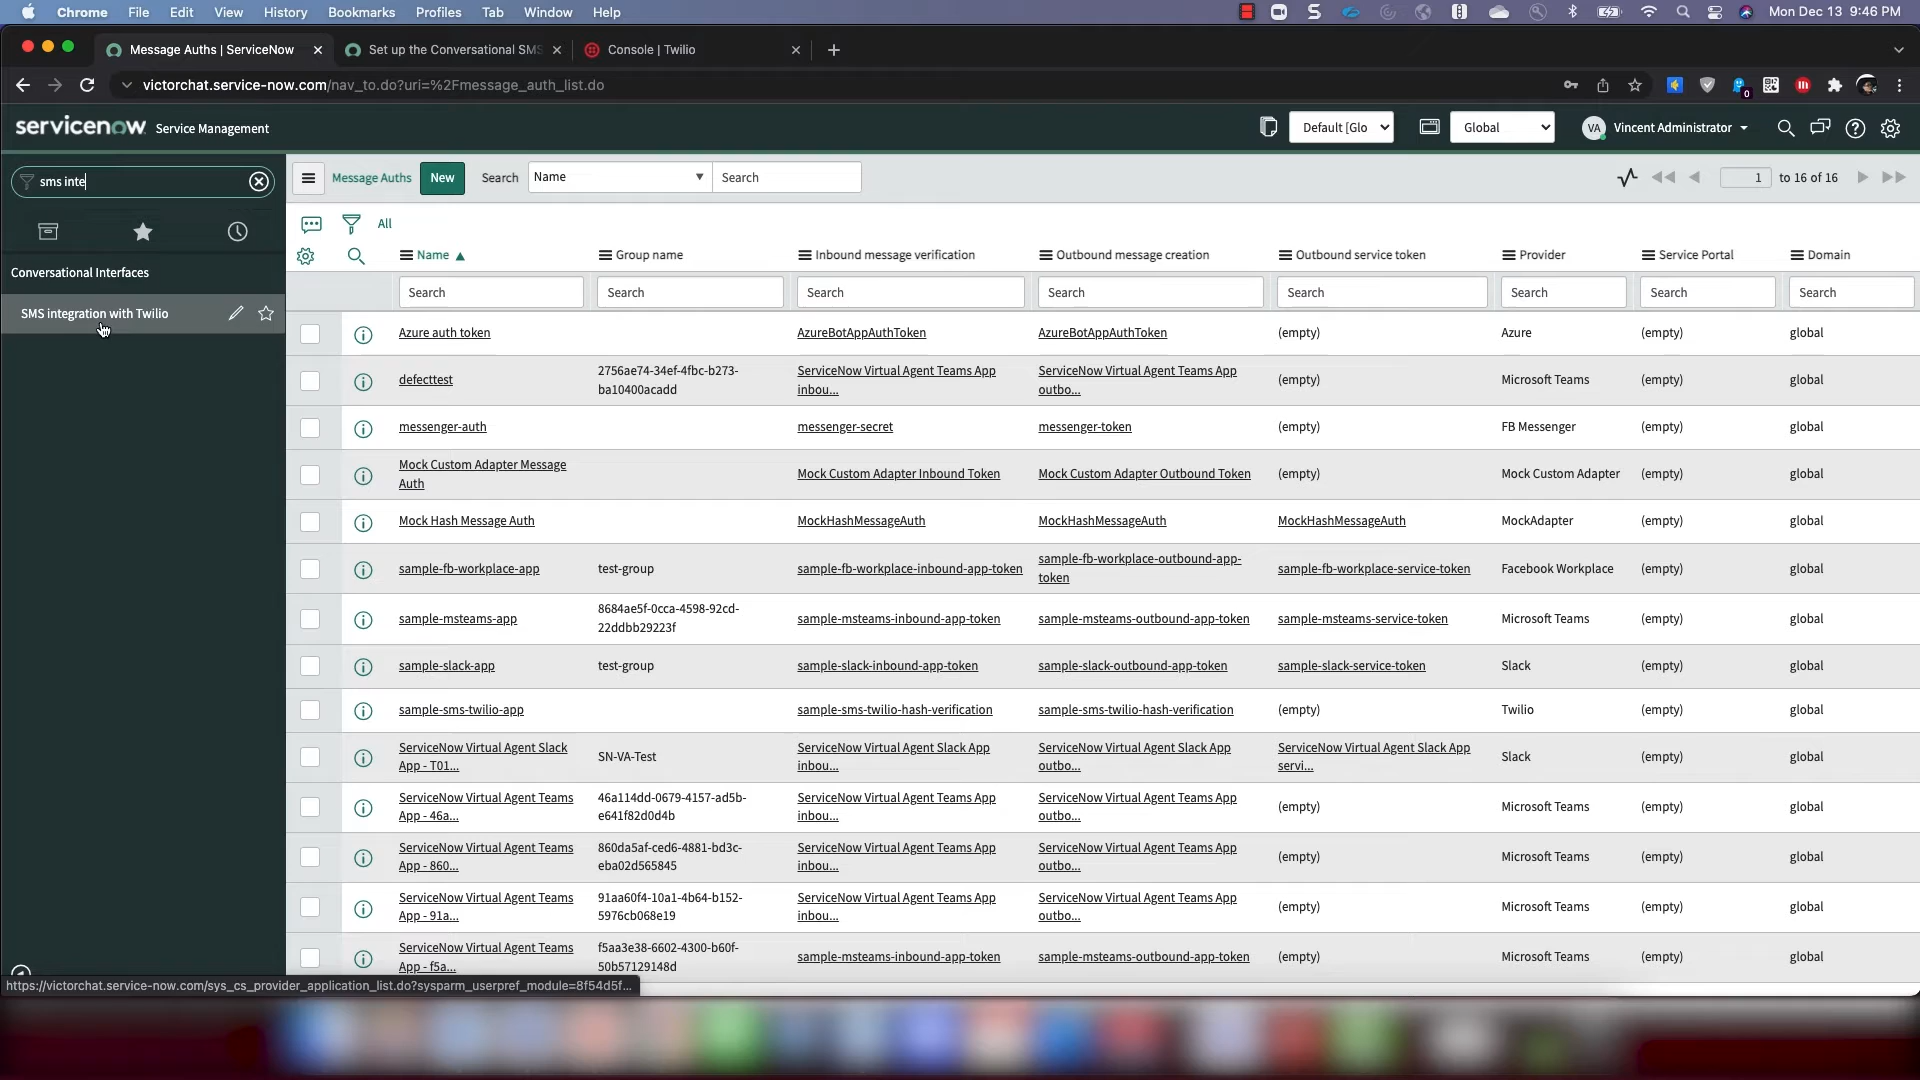 Chrome File Edit View History Bookmarks Profiles Tab Window Help Mon Dec 13 9:46 PM
Message Auths | ServiceNow Set up the Conversational SMS Console | Twilio
victorchat.service-now.com/nav_to.do?uri=%2Fmessage_auth_list.do
servicenow Service Management Default [Glo Global VA Vincent Administrator
sms inte
Conversational Interfaces
SMS integration with Twilio
Message Auths New Search Name Search 1 to 16 of 16
All
Name Group name Inbound message verification Outbound message creation Outbound service token Provider Service Portal Domain
Search Search Search Search Search Search Search Search
Azure auth token AzureBotAppAuthToken AzureBotAppAuthToken (empty) Azure (empty) global
defecttest 2756ae74-34ef-4fbc-b273- ServiceNow Virtual Agent Teams App ServiceNow Virtual Agent Teams App (empty) Microsoft Teams (empty) global
ba10400acadd inbou... outbo...
messenger-auth messenger-secret messenger-token (empty) FB Messenger (empty) global
Mock Custom Adapter Message Mock Custom Adapter Inbound Token Mock Custom Adapter Outbound Token (empty) Mock Custom Adapter (empty) global
Auth
Mock Hash Message Auth MockHashMessageAuth MockHashMessageAuth MockHashMessageAuth MockAdapter (empty) global
sample-fb-workplace-app test-group sample-fb-workplace-inbound-app-token sample-fb-workplace-outbound-app- sample-fb-workplace-service-token Facebook Workplace (empty) global
token
sample-msteams-app 8684ae5f-0cca-4598-92cd- sample-msteams-inbound-app-token sample-msteams-outbound-app-token sample-msteams-service-token Microsoft Teams (empty) global
22ddbb29223f
sample-slack-app test-group sample-slack-inbound-app-token sample-slack-outbound-app-token sample-slack-service-token Slack (empty) global
sample-sms-twilio-app sample-sms-twilio-hash-verification sample-sms-twilio-hash-verification (empty) Twilio (empty) global
ServiceNow Virtual Agent Slack SN-VA-Test ServiceNow Virtual Agent Slack App ServiceNow Virtual Agent Slack App ServiceNow Virtual Agent Slack App Slack (empty) global
App - T01... inbou... outbo... servi...
ServiceNow Virtual Agent Teams 46a114dd-0679-4157-ad5b- ServiceNow Virtual Agent Teams App ServiceNow Virtual Agent Teams App (empty) Microsoft Teams (empty) global
App - 46a... e641f82d0d4b inbou... outbo...
ServiceNow Virtual Agent Teams 860da5af-ced6-4881-bd3c- ServiceNow Virtual Agent Teams App ServiceNow Virtual Agent Teams App (empty) Microsoft Teams (empty) global
App - 860... eba02d565845 inbou... outbo...
ServiceNow Virtual Agent Teams 91aa60f4-10a1-4b64-b152- ServiceNow Virtual Agent Teams App ServiceNow Virtual Agent Teams App (empty) Microsoft Teams (empty) global
App - 91a... 5976cb068e19 inbou... outbo...
ServiceNow Virtual Agent Teams f5aa3e38-6602-4300-b60f- sample-msteams-inbound-app-token sample-msteams-outbound-app-token (empty) Microsoft Teams (empty) global
App - f5a... 50b57129148d
https://victorchat.service-now.com/sys_cs_provider_application_list.do?sysparm_userpref_module=8f54d5f...